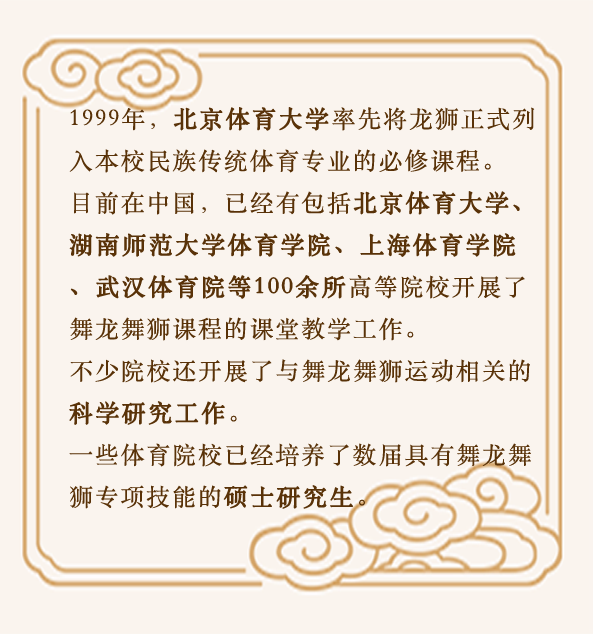 1999年，北京体育大学率先将龙狮正式列
入本校民族传统体育专业的必修课程。
目前在中国，已经有包括北京体育大学、
湖南师范大学体育学院、上海体育学院
、武汉体育院等100余所高等院校开展了
舞龙舞狮课程的课堂教学工作。
不少院校还开展了与舞龙舞狮运动相关的
科学研究工作。
一些体育院校已经培养了数届具有舞龙舞
狮专项技能的硕士研究生。